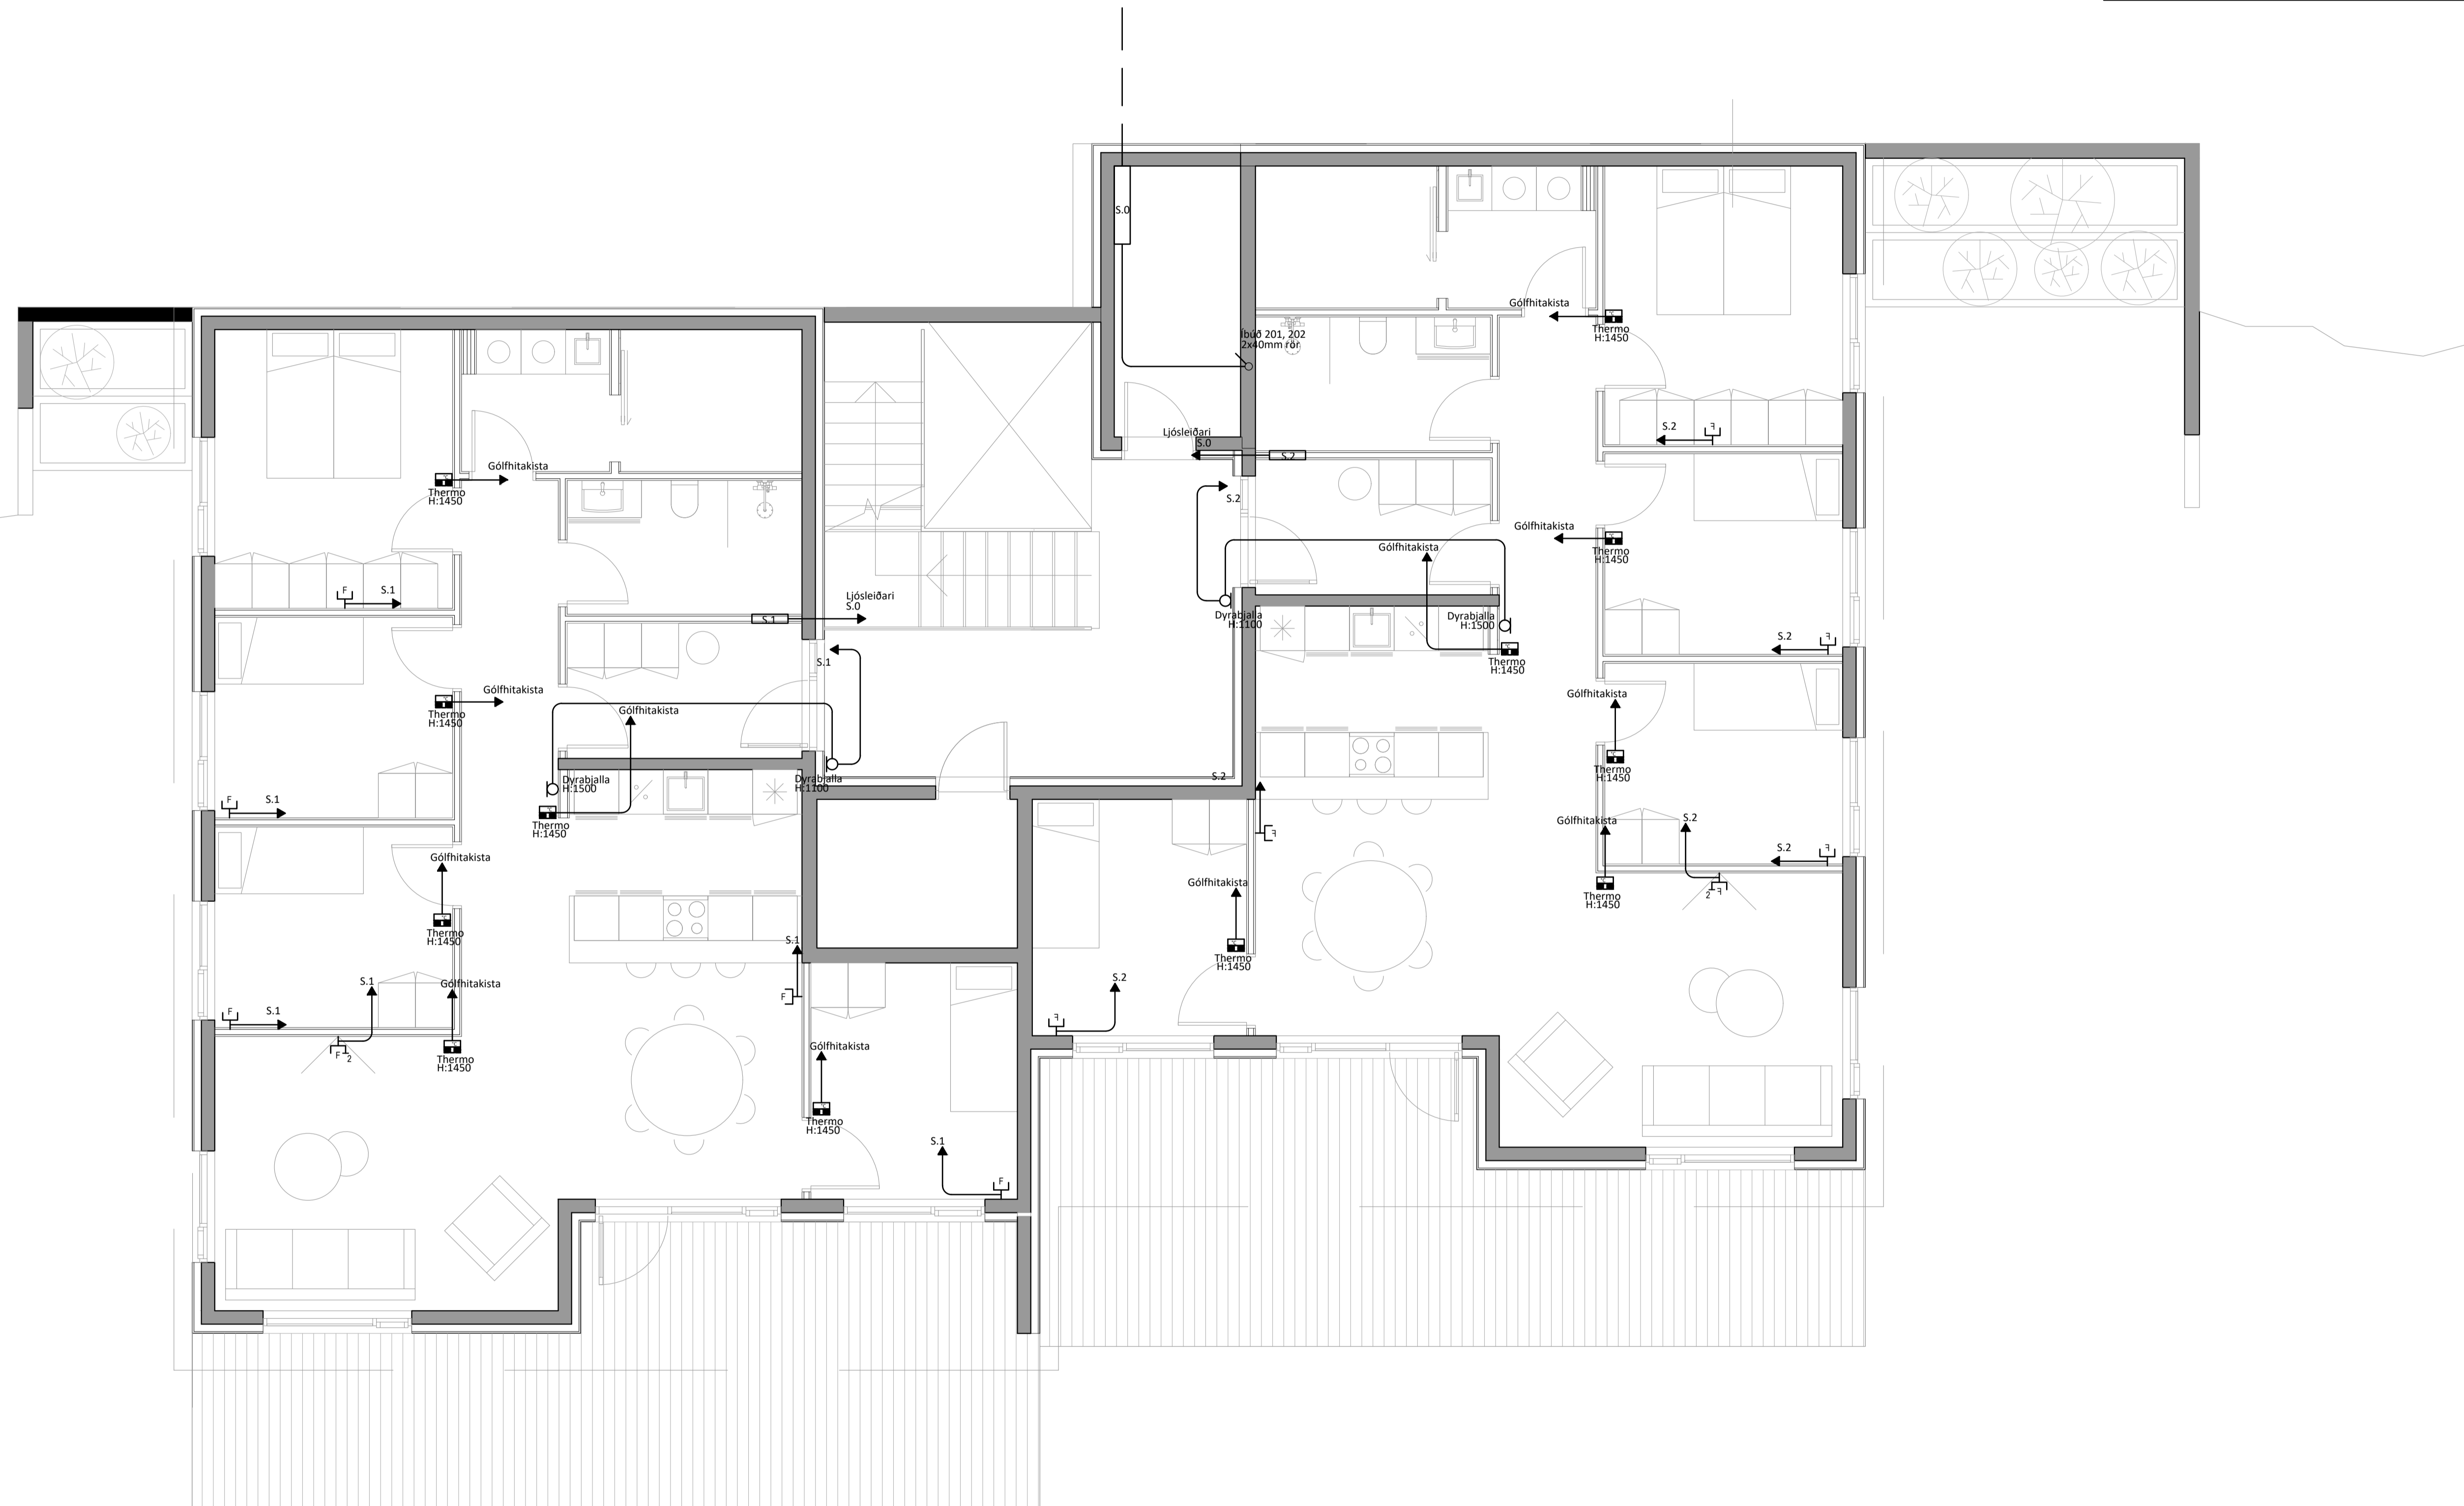 S.0
Gólfhitakista
Thermo
H:1450
Íbúð 201, 202
2x40mm rör
S.2
F
Ljósleiðari
S.0
S.2
Gólfhitakista
Thermo
H:1450
S.2
Gólfhitakista
Thermo
H:1450
Gólfhitakista
S.1
F
Ljósleiðari
S.0
S.1
Dyrabjalla
H:1100
Dyrabjalla
H:1500
S.2
F
S.1
Thermo
H:1450
Gólfhitakista
Thermo
H:1450
Gólfhitakista
Gólfhitakista
Thermo
H:1450
Dyrabjalla
H:1500
Dyrabjalla
H:1100
S.2
F
S.1
F
Thermo
H:1450
Gólfhitakista
S.2
S.2
F
Gólfhitakista
Thermo
H:1450
Gólfhitakista
Thermo
H:1450
F
2
S.1
Thermo
H:1450
S.1
Gólfhitakista
F
S.2
F
S.1
F
F
2
Thermo
H:1450
Gólfhitakista
Thermo
H:1450
S.1
F